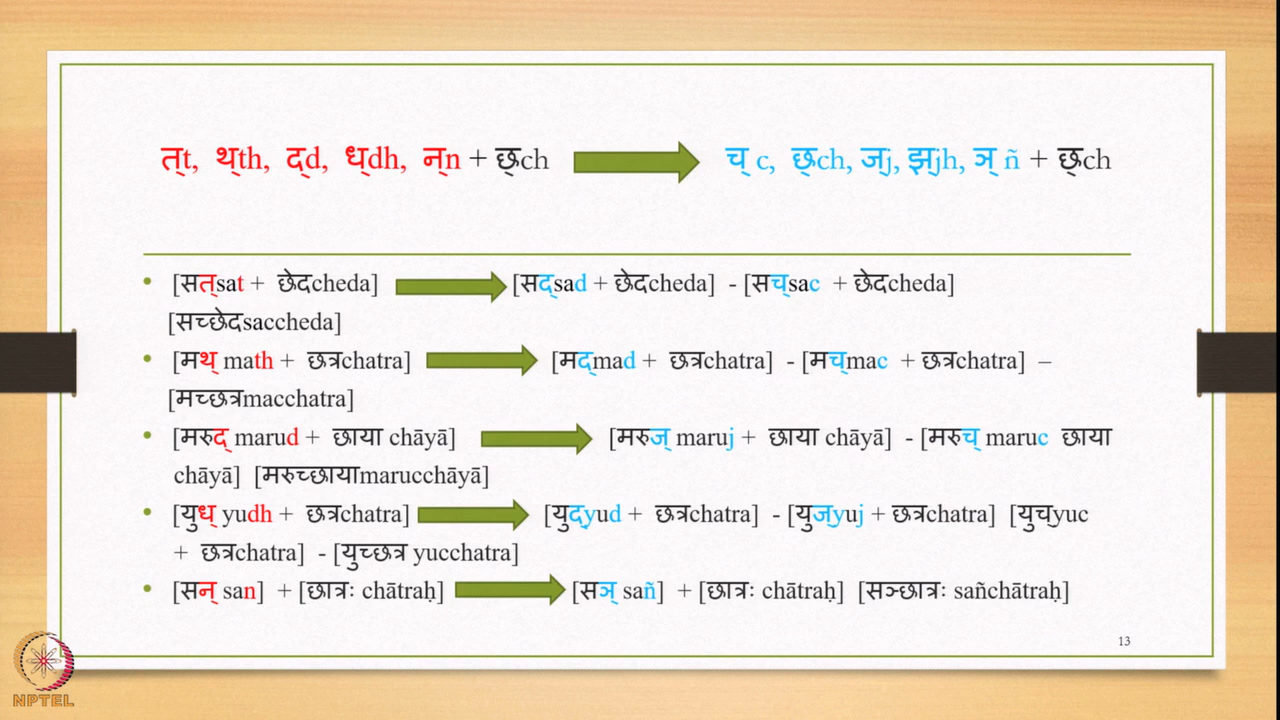 त्t, थ्th, द्d, ध्dh, न्n + छ्ch → च् c, छ्ch, ज्j, झ्jh, ञ् ñ + छ्ch
• [सत्sat + छेदcheda] → [सद्sad + छेदcheda] - [सच्sac + छेदcheda]
[सच्छेदsaccheda]
• [मथ् math + छत्रchatra] → [मद्mad + छत्रchatra] - [मच्mac + छत्रchatra] –
[मच्छत्रmacchatra]
• [मरुद् marud + छाया chāyā] → [मरुज् maruj + छाया chāyā] - [मरुच् maruc छाया
chāyā] [मरुच्छायाmarucchāyā]
• [युध् yudh + छत्रchatra] → [युद्yud + छत्रchatra] - [युज्yuj + छत्रchatra] [युच्yuc
+ छत्रchatra] - [युच्छत्र yucchatra]
• [सन् san] + [छात्रः chātraḥ] → [सञ् sañ] + [छात्रः chātraḥ] [सञ्छात्रः sañchātraḥ]
13
NPTEL